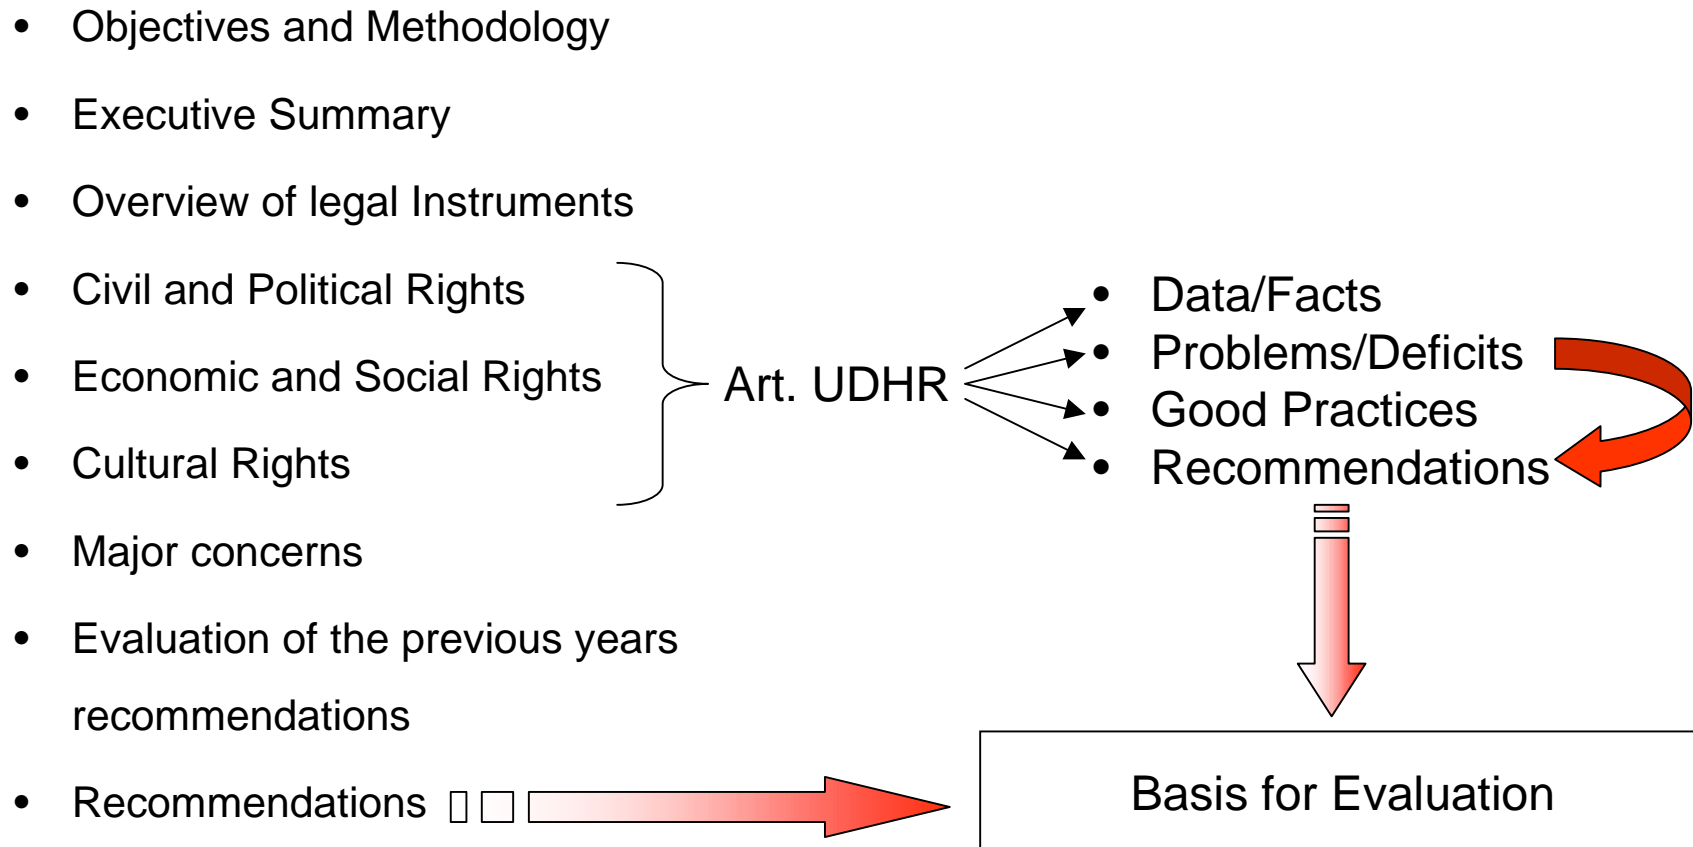 • Objectives and Methodology
• Executive Summary
• Overview of legal Instruments
• Civil and Political Rights
• Economic and Social Rights
• Cultural Rights
• Major concerns
• Evaluation of the previous years
recommendations
• Recommendations
Art. UDHR
• Data/Facts
• Problems/Deficits
• Good Practices
• Recommendations
Basis for Evaluation